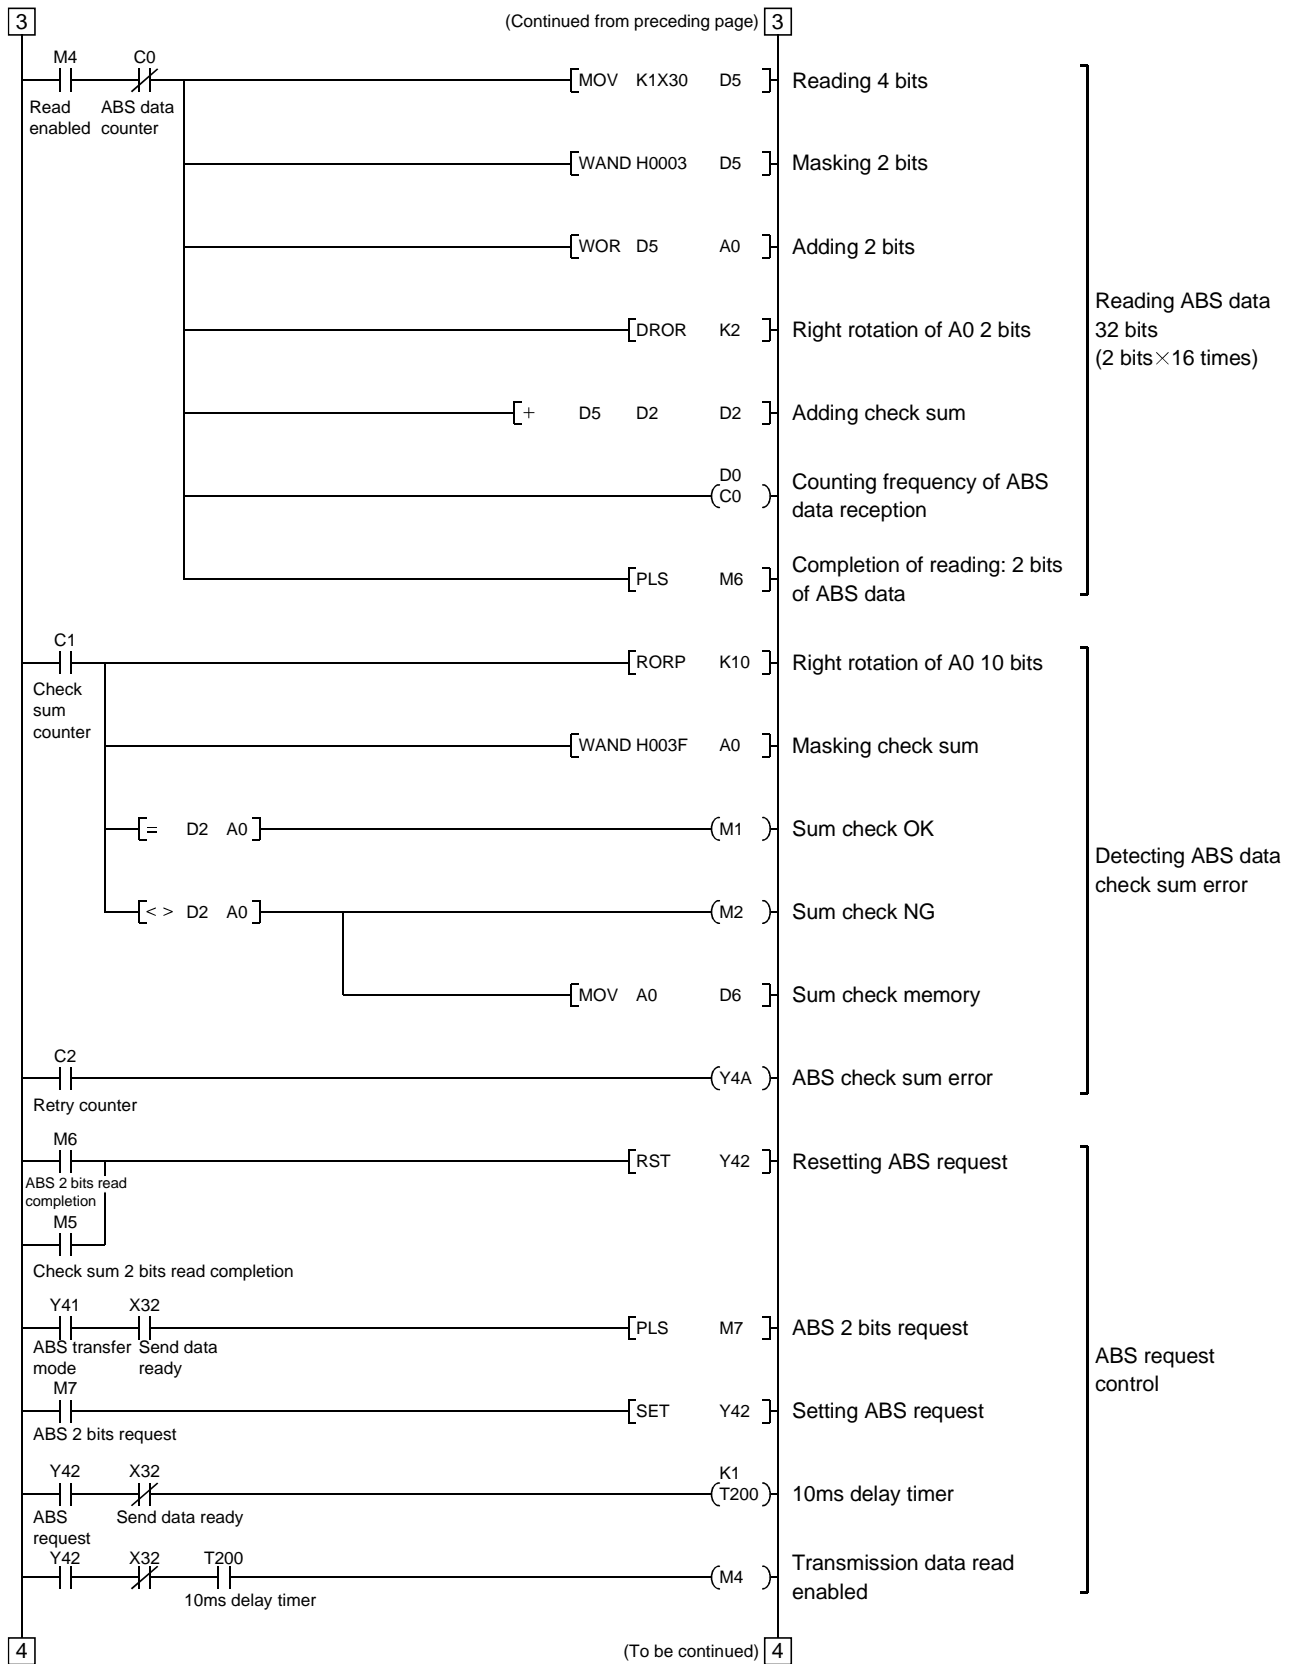 3 (Continued from preceding page) 3
M4 C0
[MOV K1X30 D5] Reading 4 bits
Read enabled ABS data counter
[WAND H0003 D5] Masking 2 bits
[WOR D5 A0] Adding 2 bits
Reading ABS data
32 bits
(2 bits×16 times)
[DROR K2] Right rotation of A0 2 bits
[+ D5 D2 D2] Adding check sum
D0
(C0) Counting frequency of ABS
data reception
[PLS M6] Completion of reading: 2 bits
of ABS data
C1
[RORP K10] Right rotation of A0 10 bits
Check
sum
counter
[WAND H003F A0] Masking check sum
[= D2 A0] (M1) Sum check OK
Detecting ABS data
check sum error
[< > D2 A0] (M2) Sum check NG
[MOV A0 D6] Sum check memory
C2
(Y4A) ABS check sum error
Retry counter
M6
[RST Y42] Resetting ABS request
ABS 2 bits read
completion
M5
Check sum 2 bits read completion
Y41 X32
[PLS M7] ABS 2 bits request
ABS transfer mode Send data ready
ABS request
control
M7
[SET Y42] Setting ABS request
ABS 2 bits request
Y42 X32 K1
(T200) 10ms delay timer
ABS request Send data ready
Y42 X32 T200
(M4) Transmission data read
enabled
10ms delay timer
4 (To be continued) 4